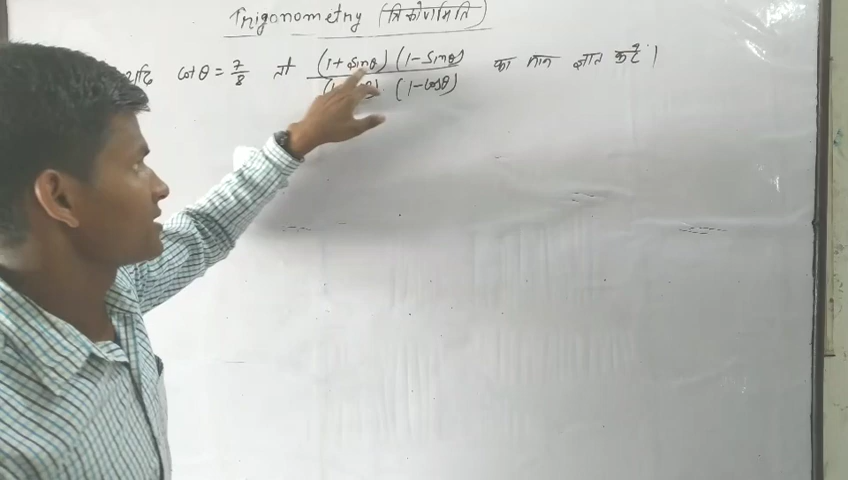 Trigonometry (त्रिकोणमिति)
यदि cotθ = 7/8 तो (1+sinθ)(1-sinθ) का मान ज्ञात करें।
(1-cosθ)